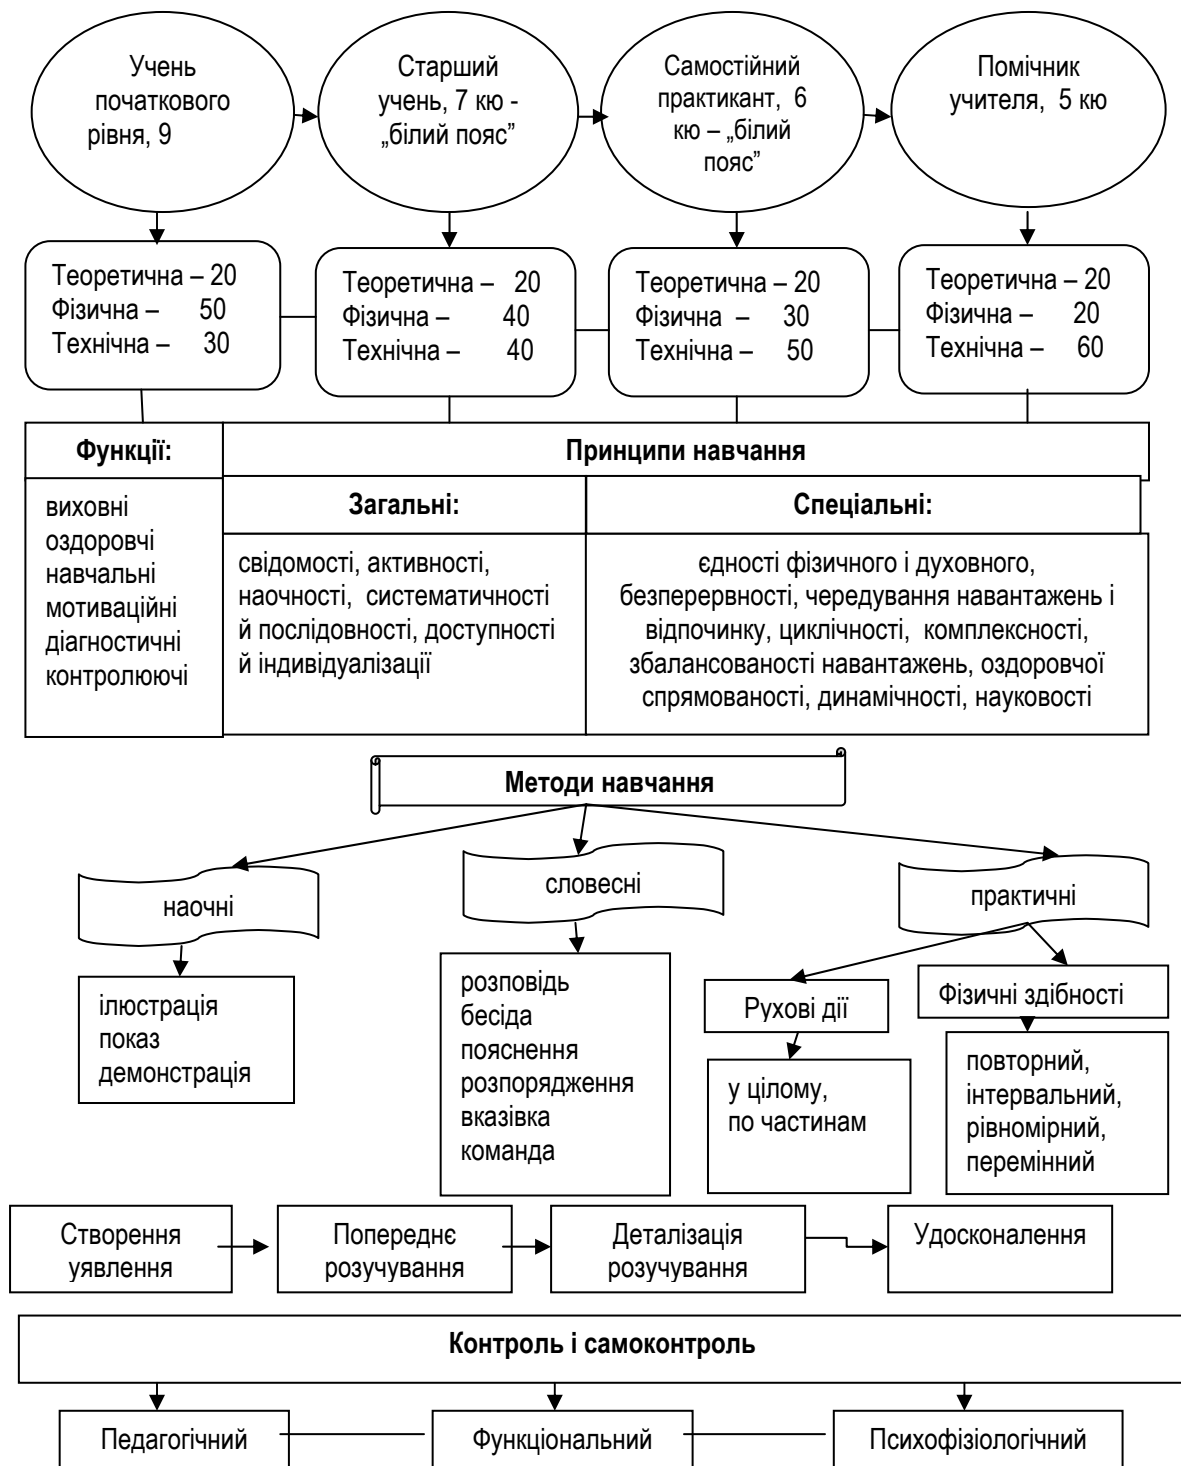 Учень
початкового
рівня, 9
Старший
учень, 7 кю -
„білий пояс”
Самостійний
практикант, 6
кю – „білий
пояс”
Помічник
учителя, 5 кю
Теоретична – 20
Фізична – 50
Технічна – 30
Теоретична – 20
Фізична – 40
Технічна – 40
Теоретична – 20
Фізична – 30
Технічна – 50
Теоретична – 20
Фізична – 20
Технічна – 60
Функції:
виховні
оздоровчі
навчальні
мотиваційні
діагностичні
контролюючі
Принципи навчання
Загальні:
свідомості, активності,
наочності, систематичності
й послідовності, доступності
й індивідуалізації
Спеціальні:
єдності фізичного і духовного,
безперервності, чередування навантажень і
відпочинку, циклічності, комплексності,
збалансованості навантажень, оздоровчої
спрямованості, динамічності, науковості
Методи навчання
наочні
словесні
практичні
ілюстрація
показ
демонстрація
розповідь
бесіда
пояснення
розпорядження
вказівка
команда
Рухові дії
у цілому,
по частинам
Фізичні здібності
повторний,
інтервальний,
рівномірний,
перемінний
Створення
уявлення
Попереднє
розучування
Деталізація
розучування
Удосконалення
Контроль і самоконтроль
Педагогічний
Функціональний
Психофізіологічний